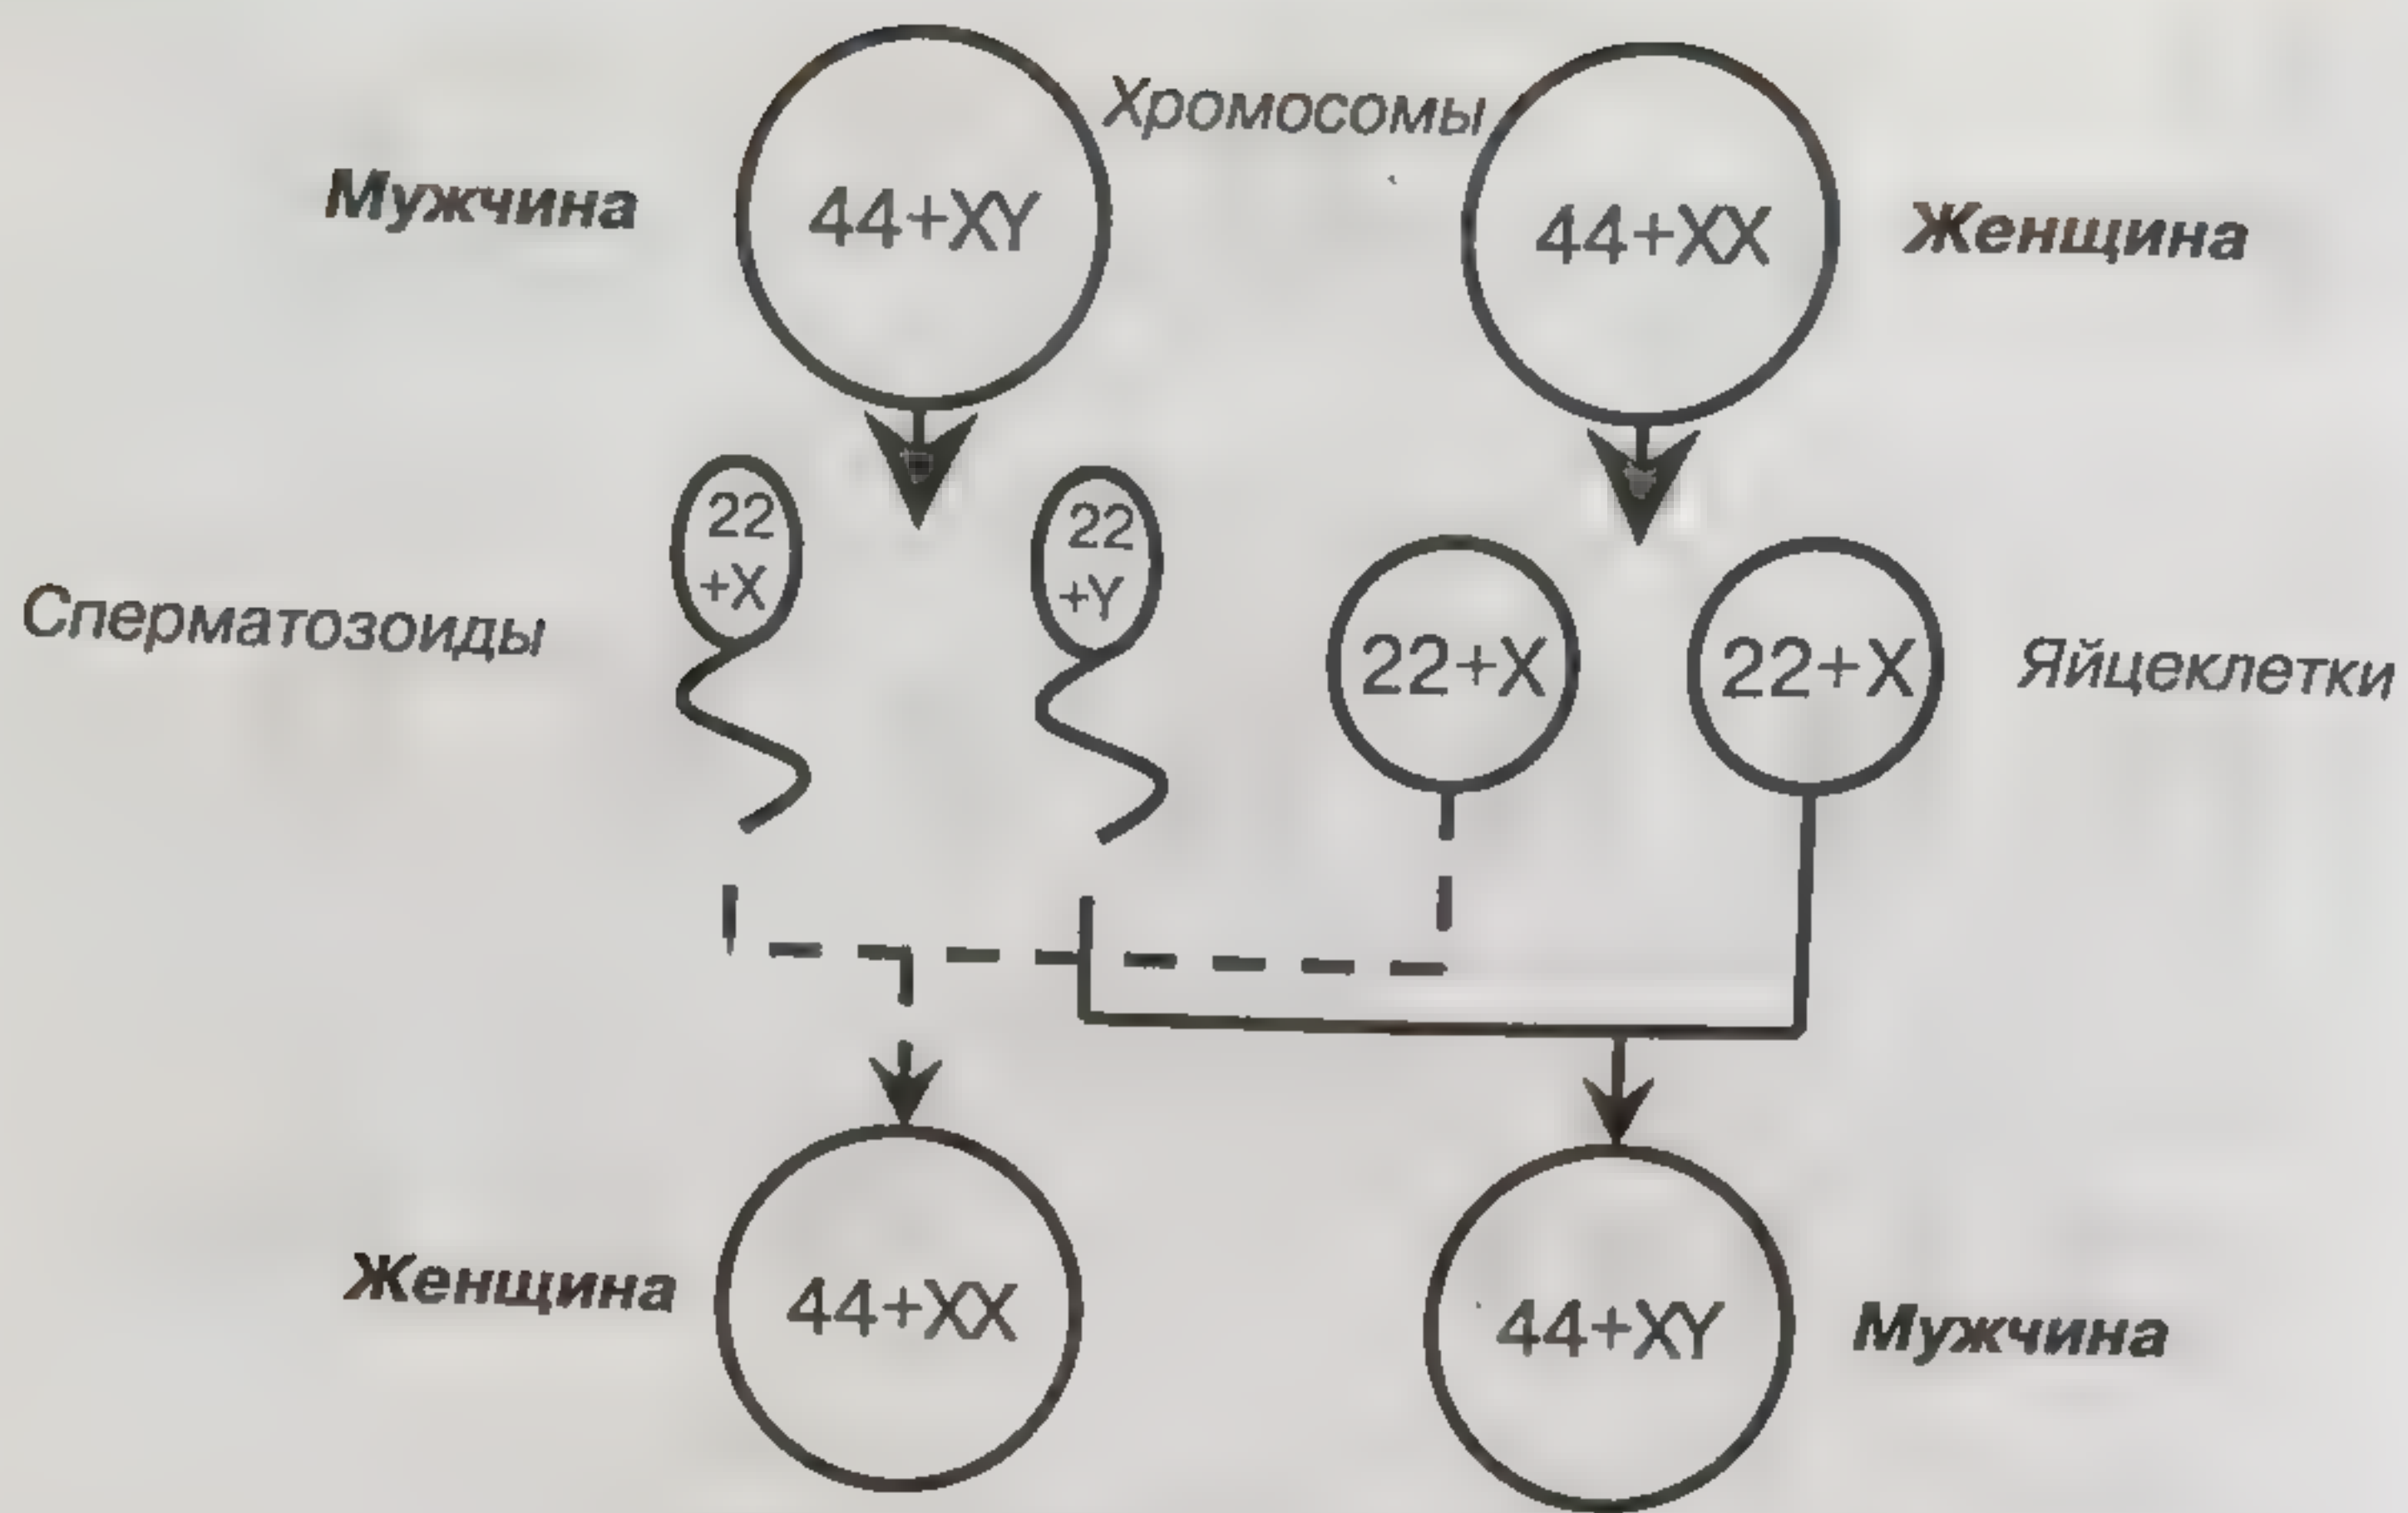 Хромосомы
Мужчина
44+XY
44+XX
Женщина
22
+X
22
+Y
Сперматозоиды
22+X
22+X
Яйцеклетки
Женщина
44+XX
44+XY
Мужчина